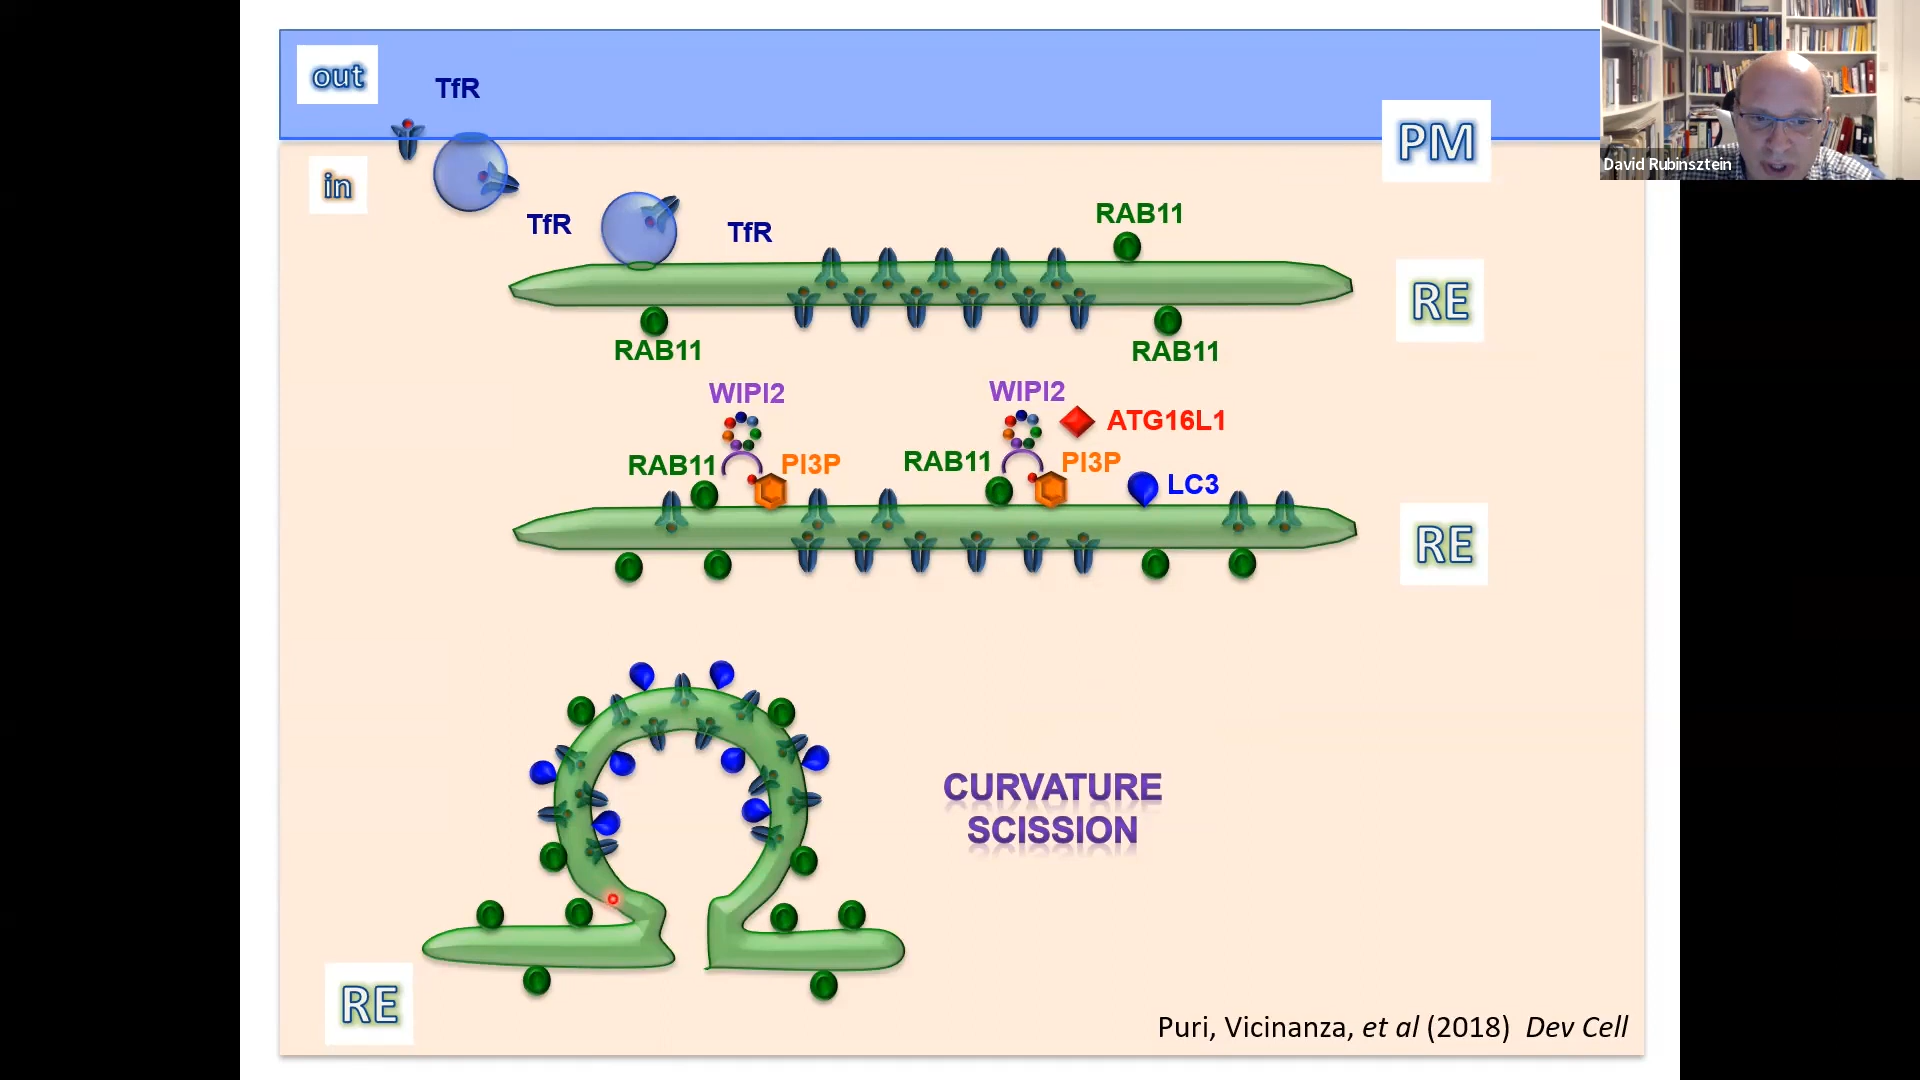 out
TfR
PM
David Rubinsztein
in
TfR
TfR
RAB11
RE
RAB11
RAB11
WIPI2
WIPI2
ATG16L1
RAB11
PI3P
RAB11
PI3P
LC3
RE
CURVATURE
SCISSION
RE
Puri, Vicinanza, et al (2018) Dev Cell